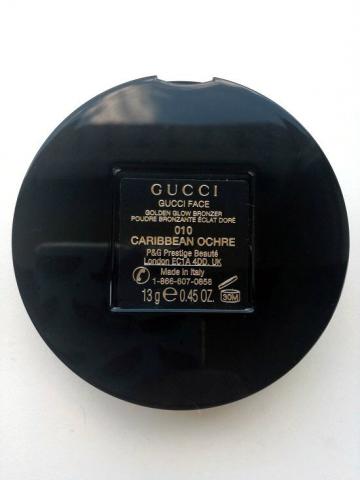 GUCCI
GUCCI FACE
GOLDEN GLOW BRONZER
POUDRE BRONZANTE ÉCLAT DORÉ
010
CARIBBEAN OCHRE
P&G Prestige Beauté
London EC1A 4DD. UK
Made in Italy
1-866-607-0856
13 g ℮ 0.45 OZ.
30M